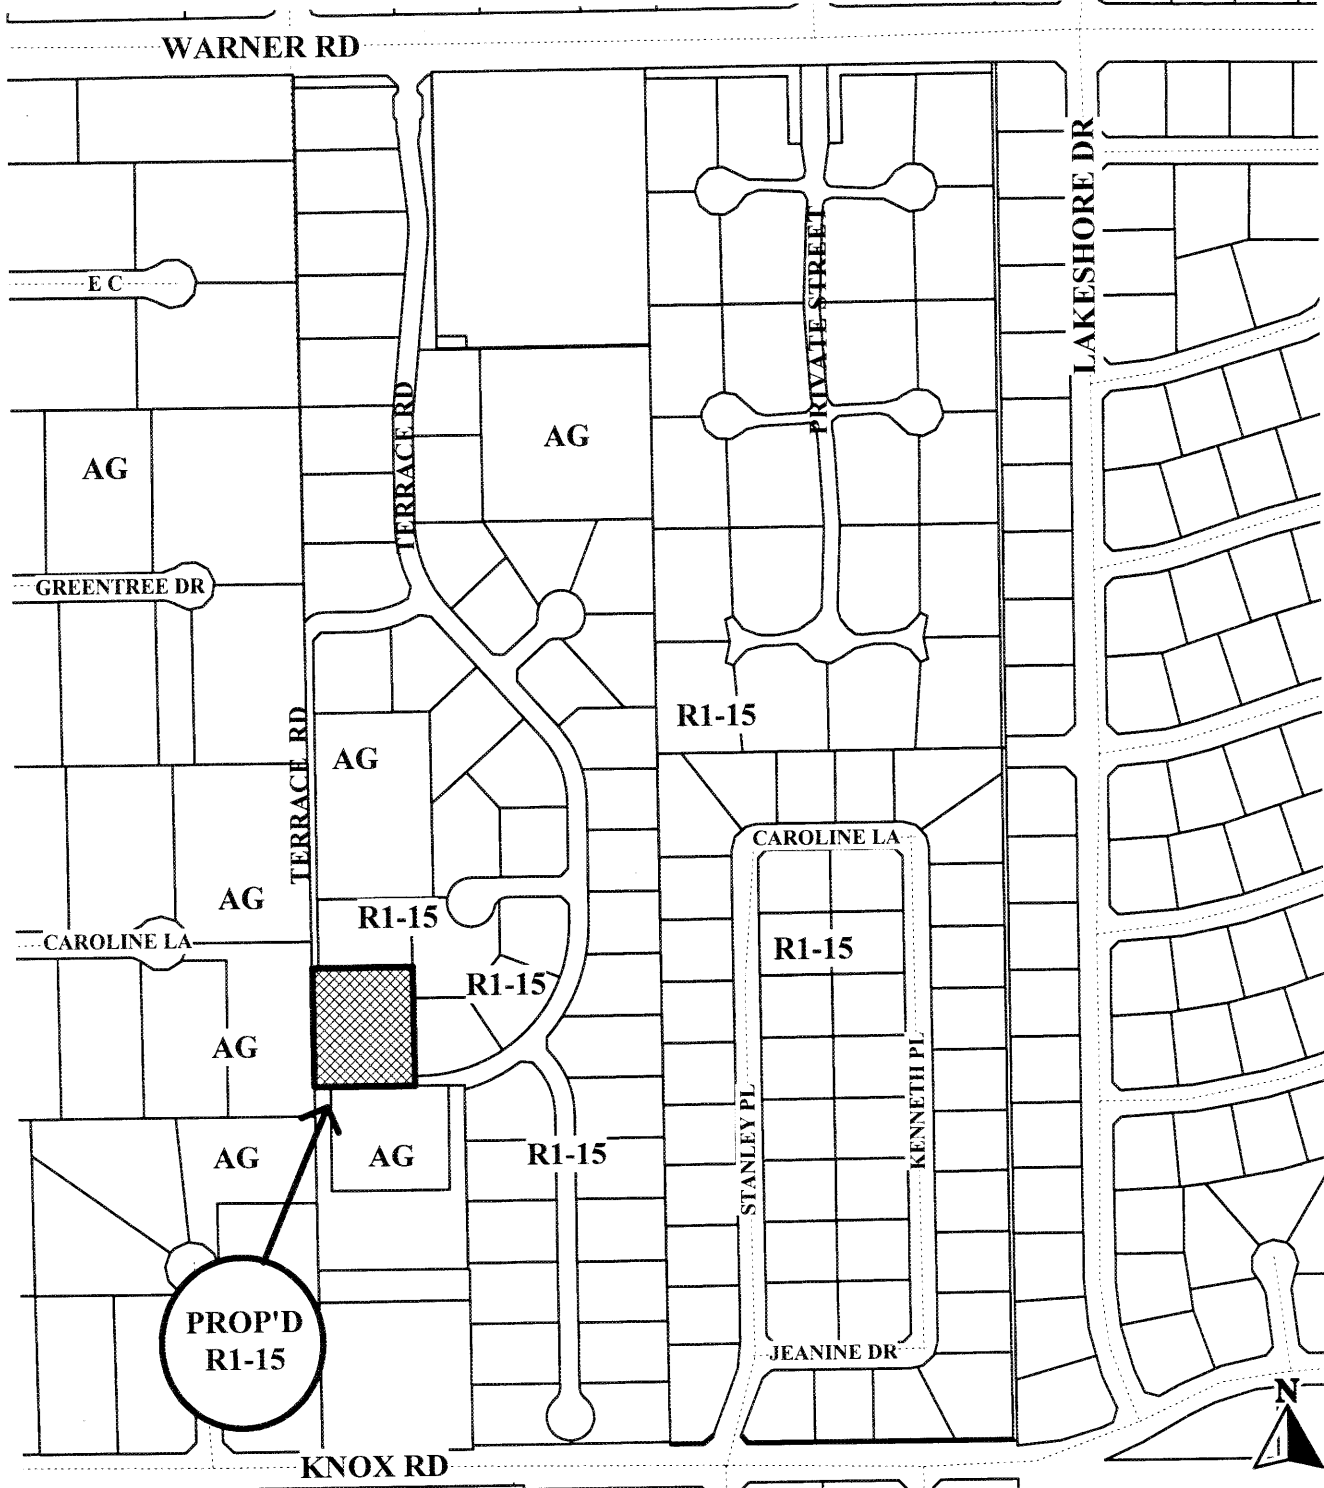 WARNER RD
LAKESHORE DR
PRIVATE STREET
E C
TERRACE RD
AG
AG
GREENTREE DR
R1-15
TERRACE RD
AG
CAROLINE LA
AG
R1-15
CAROLINE LA
R1-15
R1-15
AG
KENNETH PL
STANLEY PL
AG
AG
R1-15
PROP'D
R1-15
JEANINE DR
N
KNOX RD